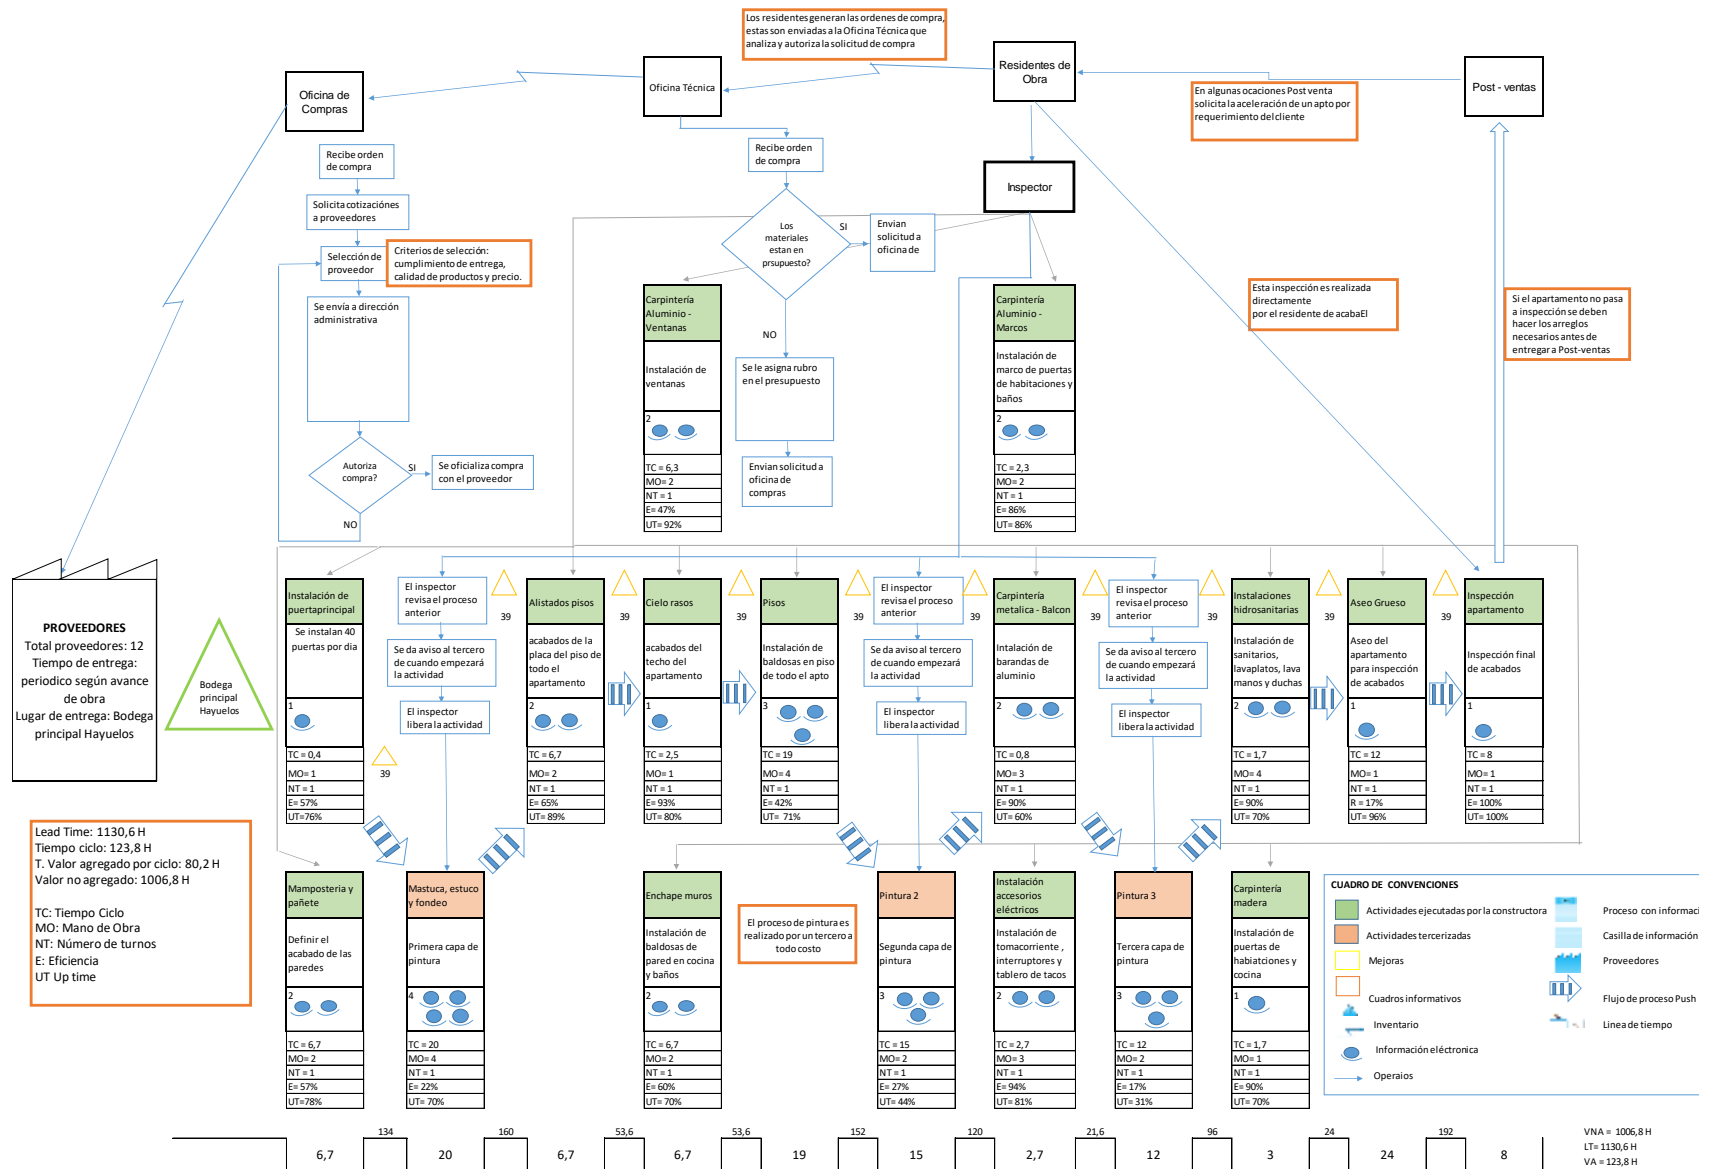 Los residentes generan las ordenes de compra,
estas son enviadas a la Oficina Técnica que
analiza y autoriza la solicitud de compra
Oficina de
Compras
Oficina Técnica
Residentes de
Obra
Post - ventas
En algunas ocaciones Post venta
solicita la aceleración de un apto por
requerimiento del cliente
Recibe orden
de compra
Solicita cotizaciónes
a proveedores
Selección de
proveedor
Criterios de selección:
cumplimiento de entrega,
calidad de productos y precio.
Se envía a dirección
administrativa
Autoriza
compra?
SI
Se oficializa compra
con el proveedor
NO
Recibe orden
de compra
Los
materiales
estan en
prsupuesto?
SI
Envian
solicitud a
oficina de
NO
Se le asigna rubro
en el presupuesto
Envian solicitud a
oficina de
compras
Inspector
Esta inspección es realizada
directamente
por el residente de acabaEl
Si el apartamento no pasa
a inspección se deben
hacer los arreglos
necesarios antes de
entregar a Post-ventas
Carpintería
Aluminio -
Ventanas
Instalación de
ventanas
2
TC = 6,3
MO= 2
NT = 1
E= 47%
UT= 92%
Carpintería
Aluminio -
Marcos
Instalación de
marco de puertas
de habitaciones y
baños
2
TC = 2,3
MO= 2
NT = 1
E= 86%
UT= 86%
PROVEEDORES
Total proveedores: 12
Tiempo de entrega:
periodico según avance
de obra
Lugar de entrega: Bodega
principal Hayuelos
Bodega
principal
Hayuelos
Instalación de
puertaprincipal
Se instalan 40
puertas por dia
1
TC = 0,4
MO= 1
NT = 1
E= 57%
UT=76%
39
El inspector
revisa el proceso
anterior
Se da aviso al tercero
de cuando empezará
la actividad
El inspector
libera la actividad
39
Alistados pisos
acabados de la
placa del piso de
todo el
apartamento
2
TC = 6,7
MO= 2
NT = 1
E= 65%
UT= 89%
39
Cielo rasos
acabados del
techo del
apartamento
1
TC = 2,5
MO= 1
NT = 1
E= 93%
UT= 80%
39
Pisos
Instalación de
baldosas en piso
de todo el apto
3
TC = 19
MO= 4
NT = 1
E= 42%
UT= 71%
39
El inspector
revisa el proceso
anterior
Se da aviso al tercero
de cuando empezará
la actividad
El inspector
libera la actividad
39
Carpintería
metalica - Balcon
Intalación de
barandas de
aluminio
2
TC = 0,8
MO= 3
NT = 1
E= 90%
UT= 60%
39
El inspector
revisa el proceso
anterior
Se da aviso al tercero
de cuando empezará
la actividad
El inspector
libera la actividad
39
Instalaciones
hidrosanitarias
Instalación de
sanitarios,
lavaplatos, lava
manos y duchas
2
TC = 1,7
MO= 4
NT = 1
E= 90%
UT= 70%
39
Aseo Grueso
Aseo del
apartamento
para inspección
de acabados
1
TC = 12
MO= 1
NT = 1
R = 17%
UT= 96%
39
Inspección
apartamento
Inspección final
de acabados
1
TC = 8
MO= 1
NT = 1
E= 100%
UT= 100%
Lead Time: 1130,6 H
Tiempo ciclo: 123,8 H
T. Valor agregado por ciclo: 80,2 H
Valor no agregado: 1006,8 H
TC: Tiempo Ciclo
MO: Mano de Obra
NT: Número de turnos
E: Eficiencia
UT Up time
Mamposteria y
pañete
Definir el
acabado de las
paredes
2
TC = 6,7
MO= 2
NT = 1
E= 57%
UT=78%
Mastuca, estuco
y fondeo
Primera capa de
pintura
4
TC = 20
MO= 4
NT = 1
E= 22%
UT= 70%
Enchape muros
Instalación de
baldosas de
pared en cocina
y baños
2
TC = 6,7
MO= 2
NT = 1
E= 60%
UT= 70%
El proceso de pintura es
realizado por un tercero a
todo costo
Pintura 2
Segunda capa de
pintura
3
TC = 15
MO= 2
NT = 1
E= 27%
UT= 44%
Instalación
accesorios
eléctricos
Instalación de
tomacorriente ,
interruptores y
tablero de tacos
2
TC = 2,7
MO= 3
NT = 1
E= 94%
UT= 81%
Pintura 3
Tercera capa de
pintura
3
TC = 12
MO= 2
NT = 1
E= 17%
UT= 31%
Carpintería
madera
Instalación de
puertas de
habiatciones y
cocina
1
TC = 1,7
MO= 1
NT = 1
E= 90%
UT= 70%
CUADRO DE CONVENCIONES
Actividades ejecutadas por la constructora
Actividades tercerizadas
Mejoras
Cuadros informativos
Inventario
Información eléctronica
Operaios
Proceso con informaci
Casilla de información
Proveedores
Flujo de proceso Push
Linea de tiempo
134 160 53,6 53,6 152 120 21,6 96 24 192
6,7 20 6,7 6,7 19 15 2,7 12 3 24 8
VNA = 1006,8 H
LT= 1130,6 H
VA = 123,8 H